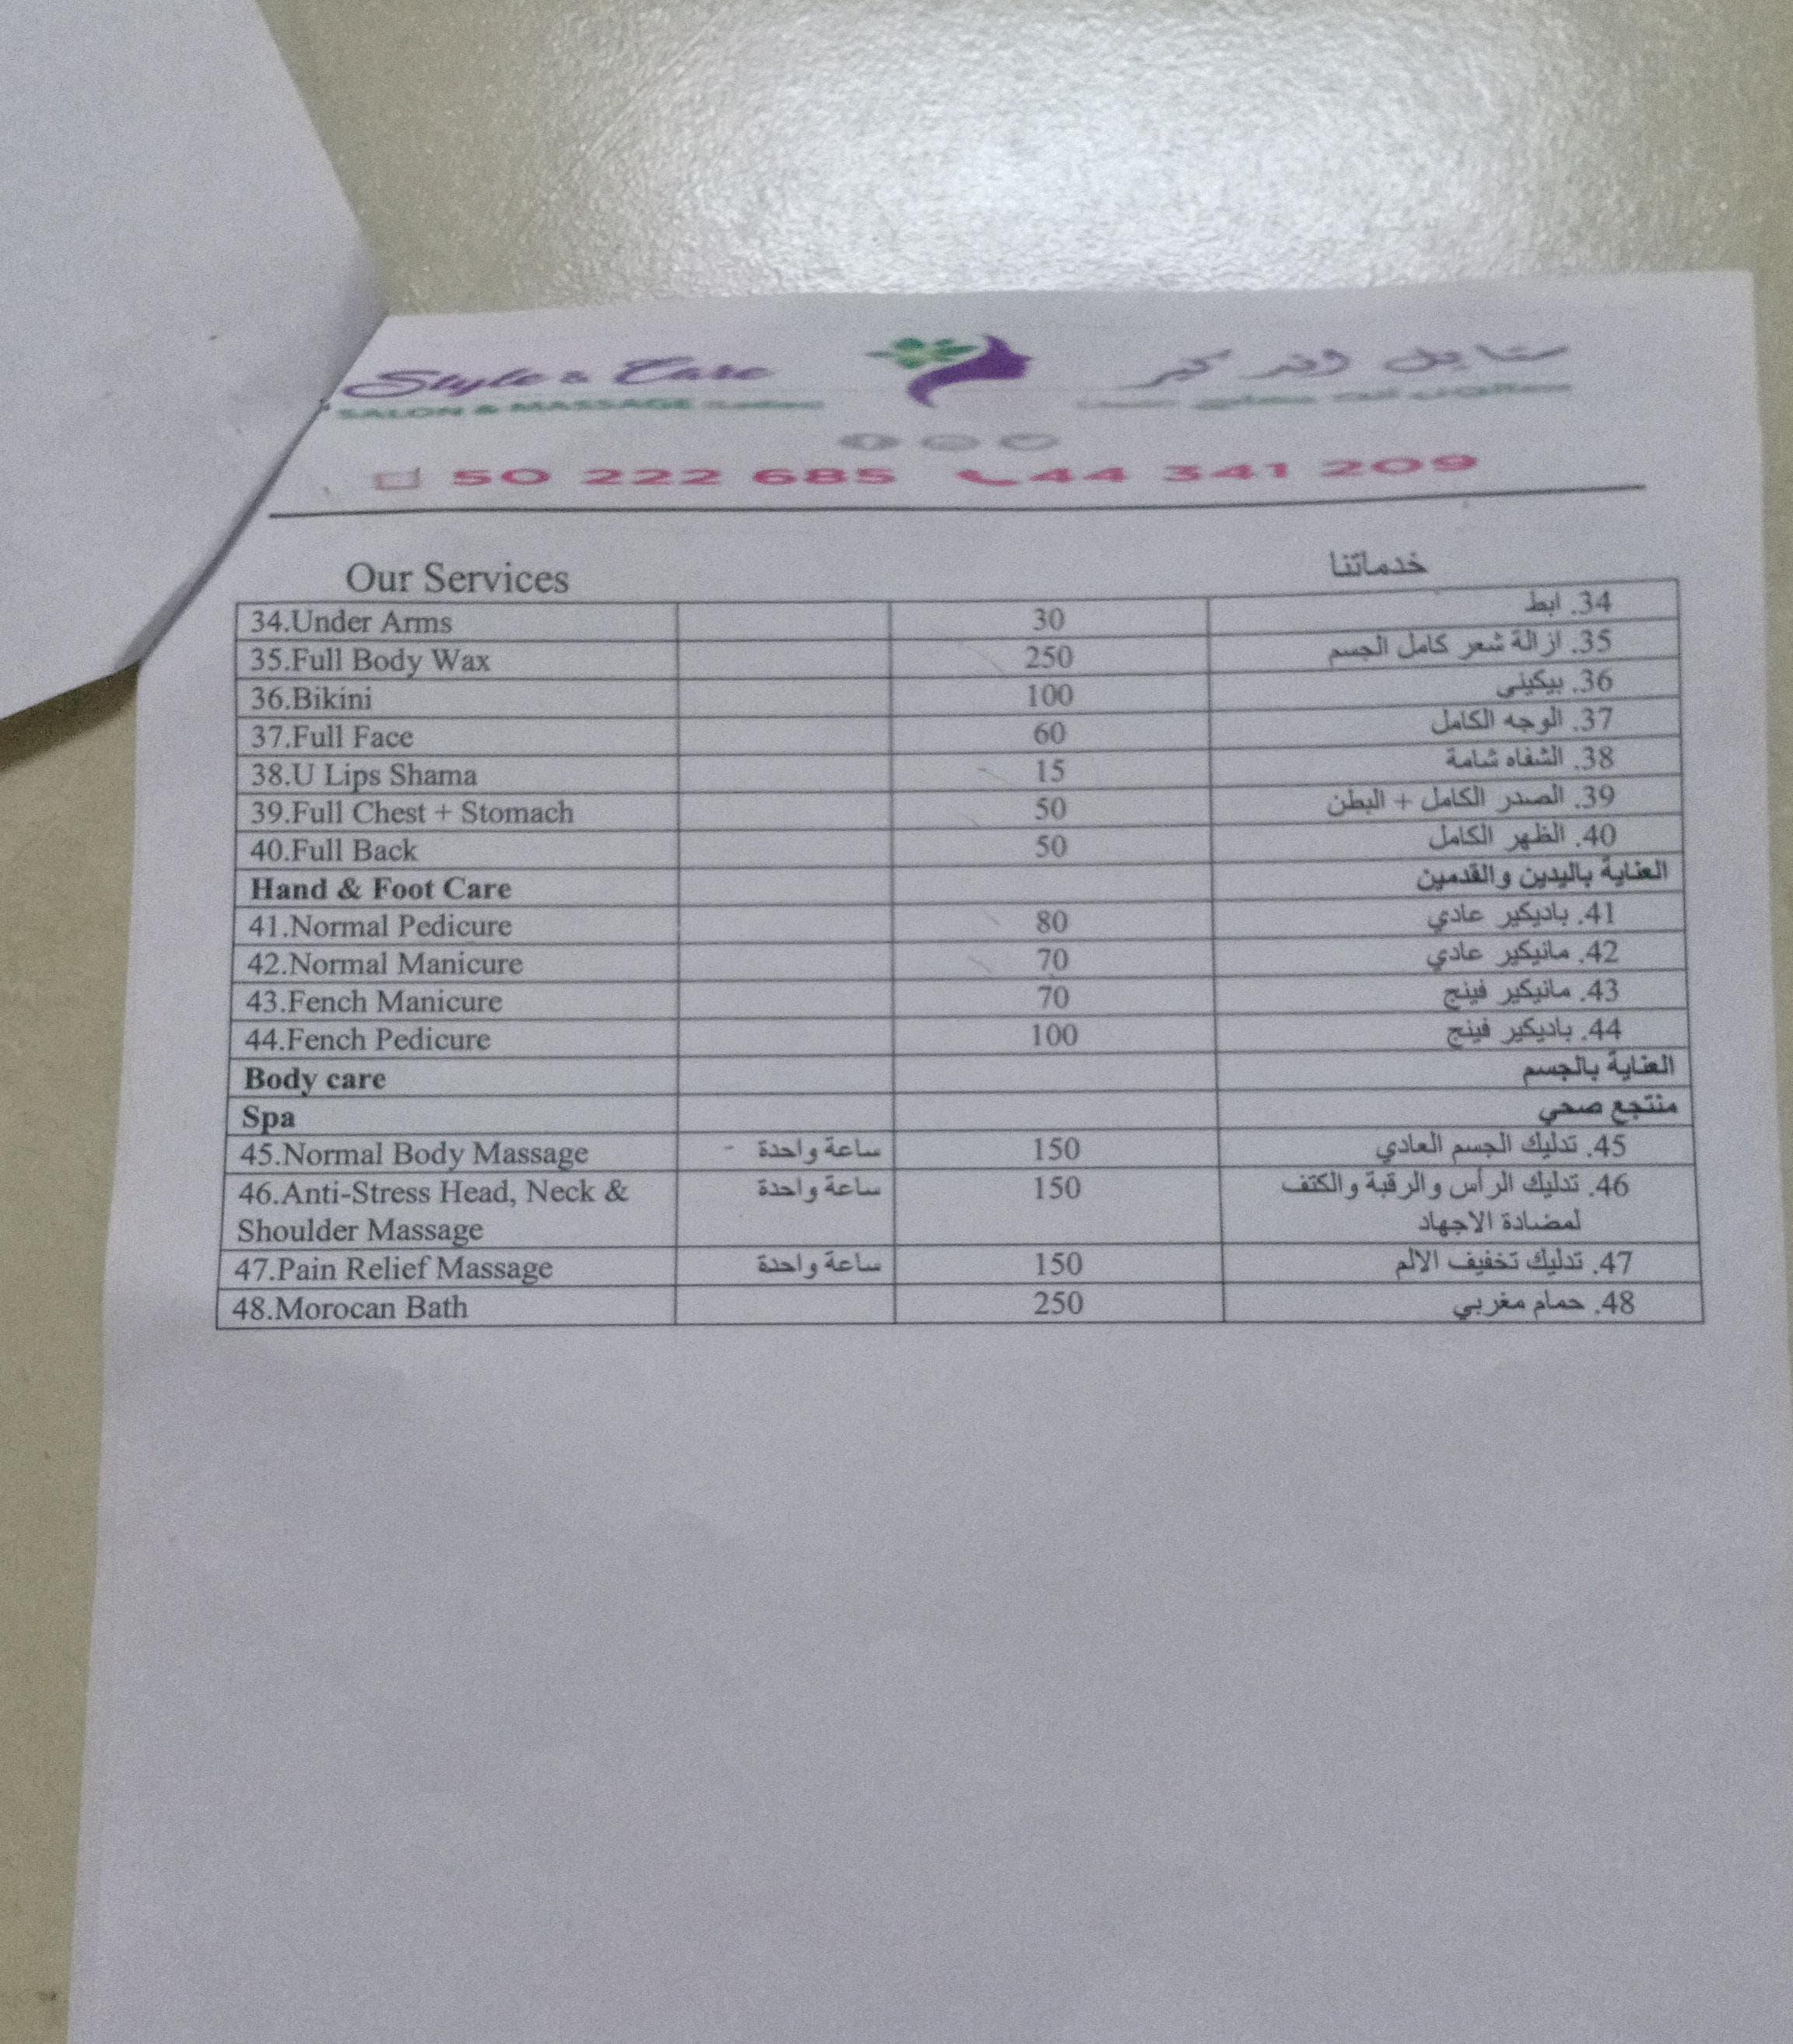 Style & Care ستايل اند كير
SALON & MASSAGE
50 222 685 44 341 209
Our Services خدماتنا
34.Under Arms 30 34. ابط
35.Full Body Wax 250 35. ازالة شعر كامل الجسم
36.Bikini 100 36. بيكيني
37.Full Face 60 37. الوجه الكامل
38.U Lips Shama 15 38. الشفاه شامة
39.Full Chest + Stomach 50 39. الصدر الكامل + البطن
40.Full Back 50 40. الظهر الكامل
Hand & Foot Care العناية باليدين والقدمين
41.Normal Pedicure 80 41. باديكير عادي
42.Normal Manicure 70 42. مانيكير عادي
43.Fench Manicure 70 43. مانيكير فينج
44.Fench Pedicure 100 44. باديكير فينج
Body care العناية بالجسم
Spa منتجع صحي
45.Normal Body Massage ساعة واحدة 150 45. تدليك الجسم العادي
46.Anti-Stress Head, Neck & ساعة واحدة 150 46. تدليك الرأس والرقبة والكتف
Shoulder Massage لمضادة الاجهاد
47.Pain Relief Massage ساعة واحدة 150 47. تدليك تخفيف الالم
48.Morocan Bath 250 48. حمام مغربي